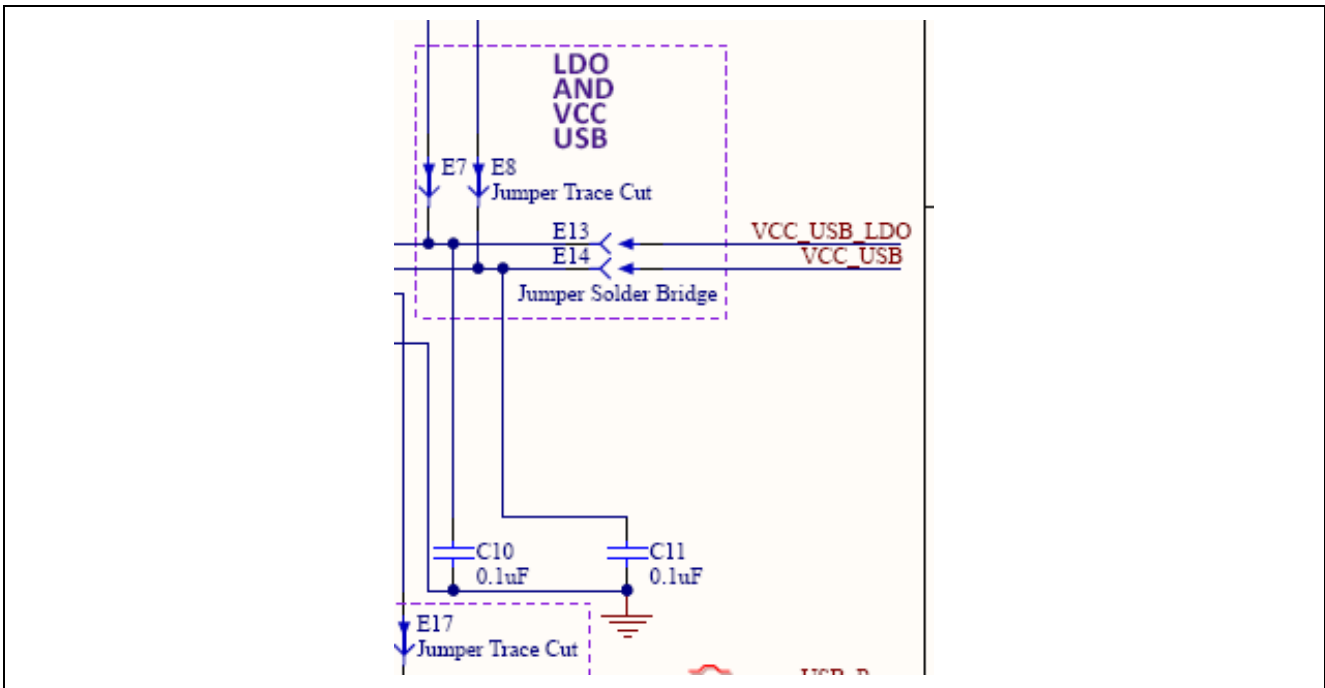 LDO
AND
VCC
USB
E7 E8
Jumper Trace Cut
E13 VCC_USB_LDO
E14 VCC_USB
Jumper Solder Bridge
C10 C11
0.1uF 0.1uF
E17
Jumper Trace Cut